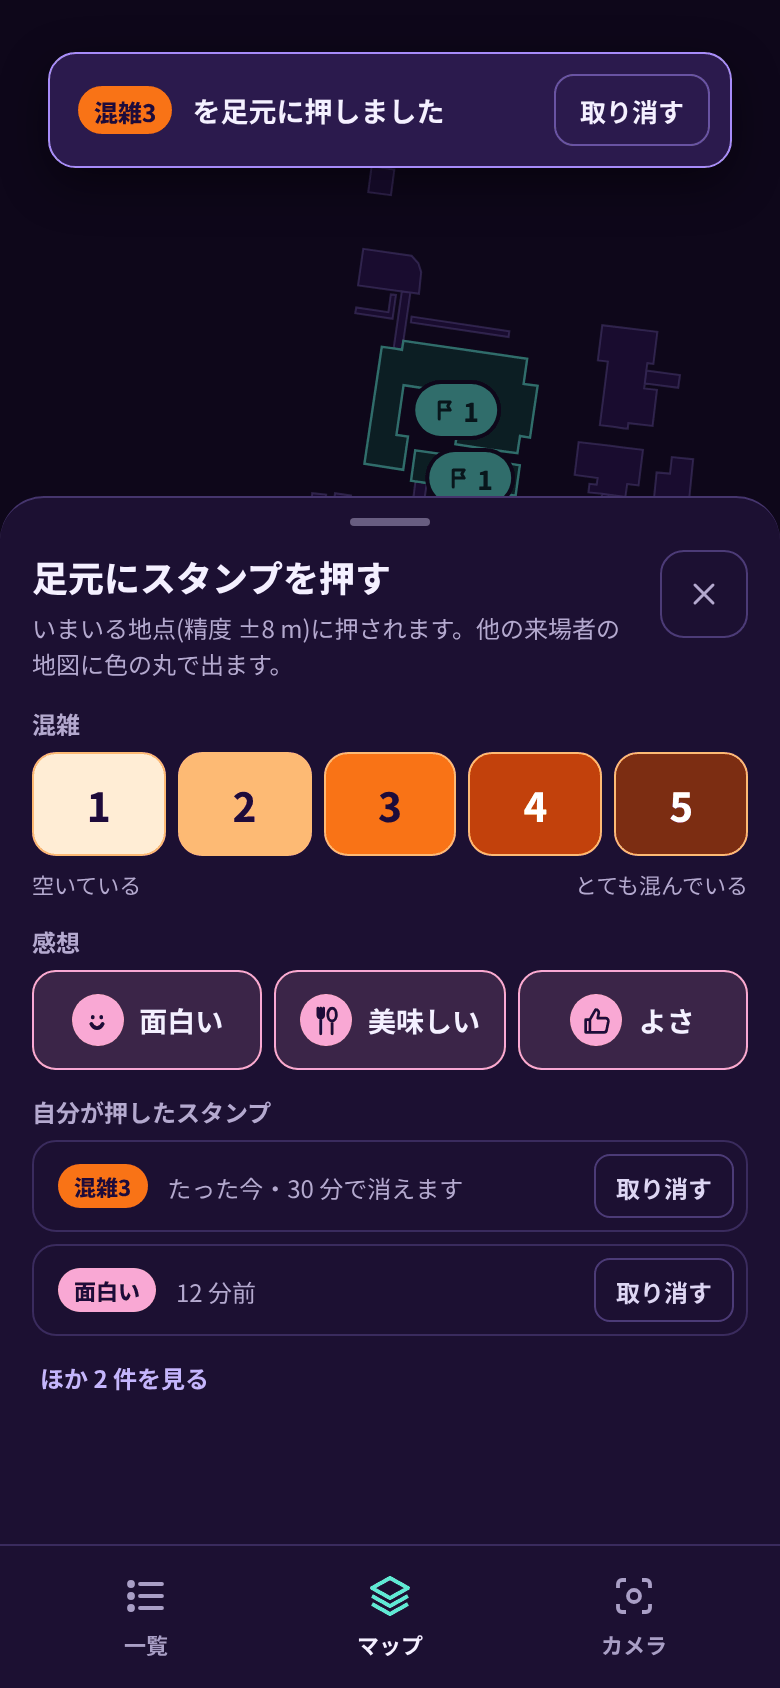 混雑3 を足元に押しました 取り消す
1
1
足元にスタンプを押す
いまいる地点(精度 ±8 m)に押されます。他の来場者の
地図に色の丸で出ます。
混雑
1 2 3 4 5
空いている とても混んでいる
感想
面白い 美味しい よさ
自分が押したスタンプ
混雑3 たった今・30 分で消えます 取り消す
面白い 12 分前 取り消す
ほか 2 件を見る
一覧 マップ カメラ